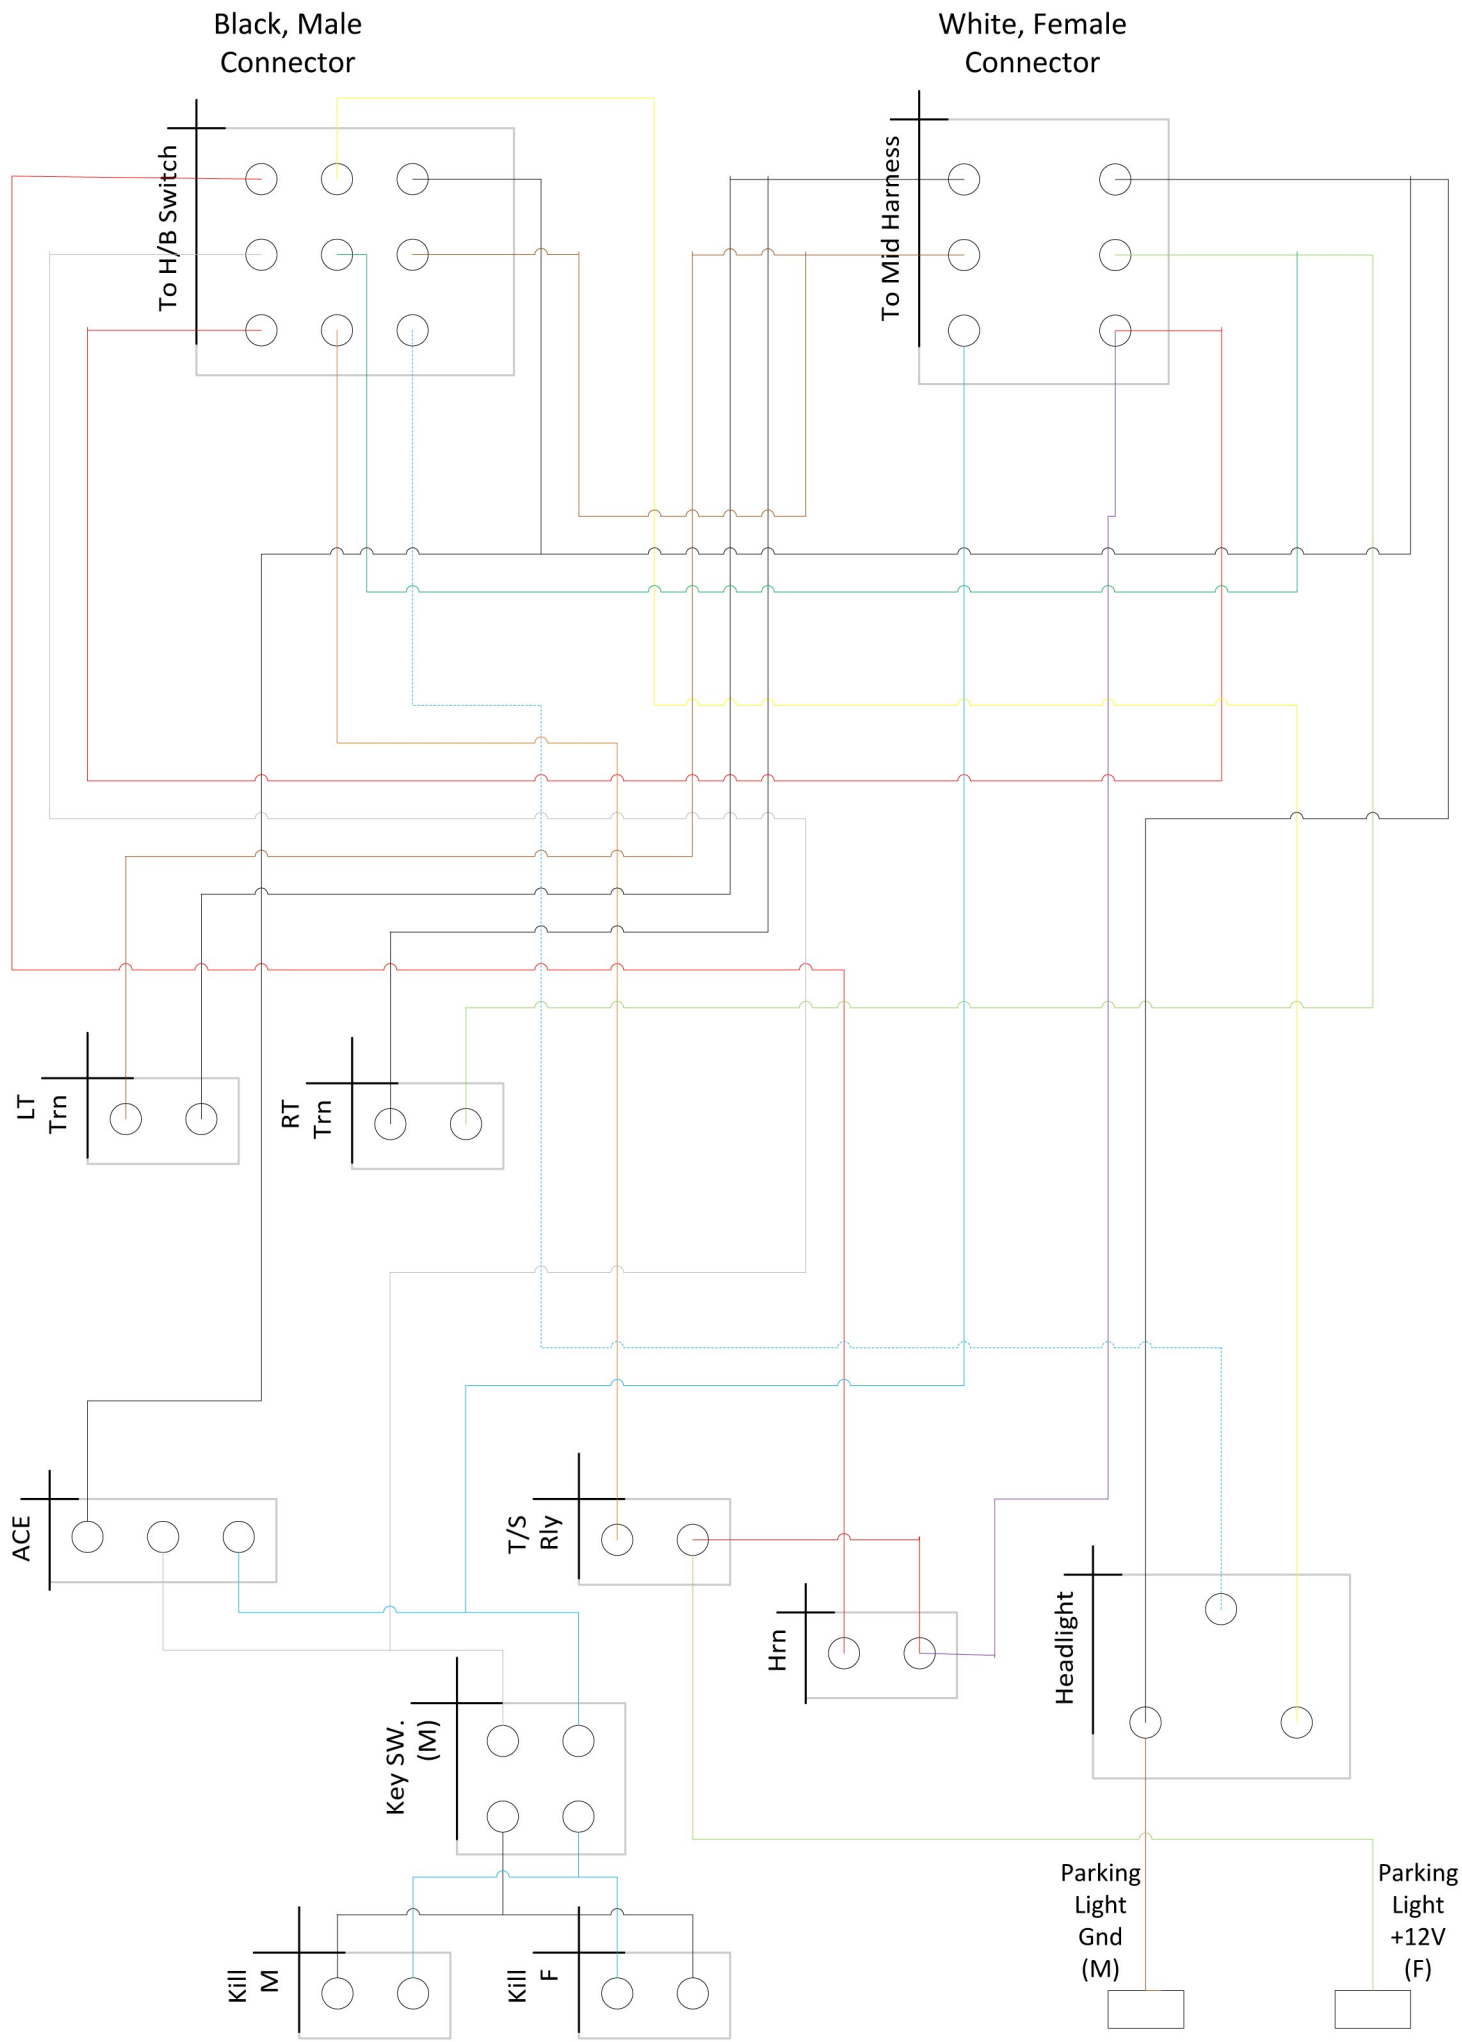 Black, Male
Connector
White, Female
Connector
To H/B Switch
To Mid Harness
LT
Trn
RT
Trn
ACE
T/S
Rly
Hrn
Headlight
Key SW.
(M)
Kill
M
Kill
F
Parking
Light
Gnd
(M)
Parking
Light
+12V
(F)